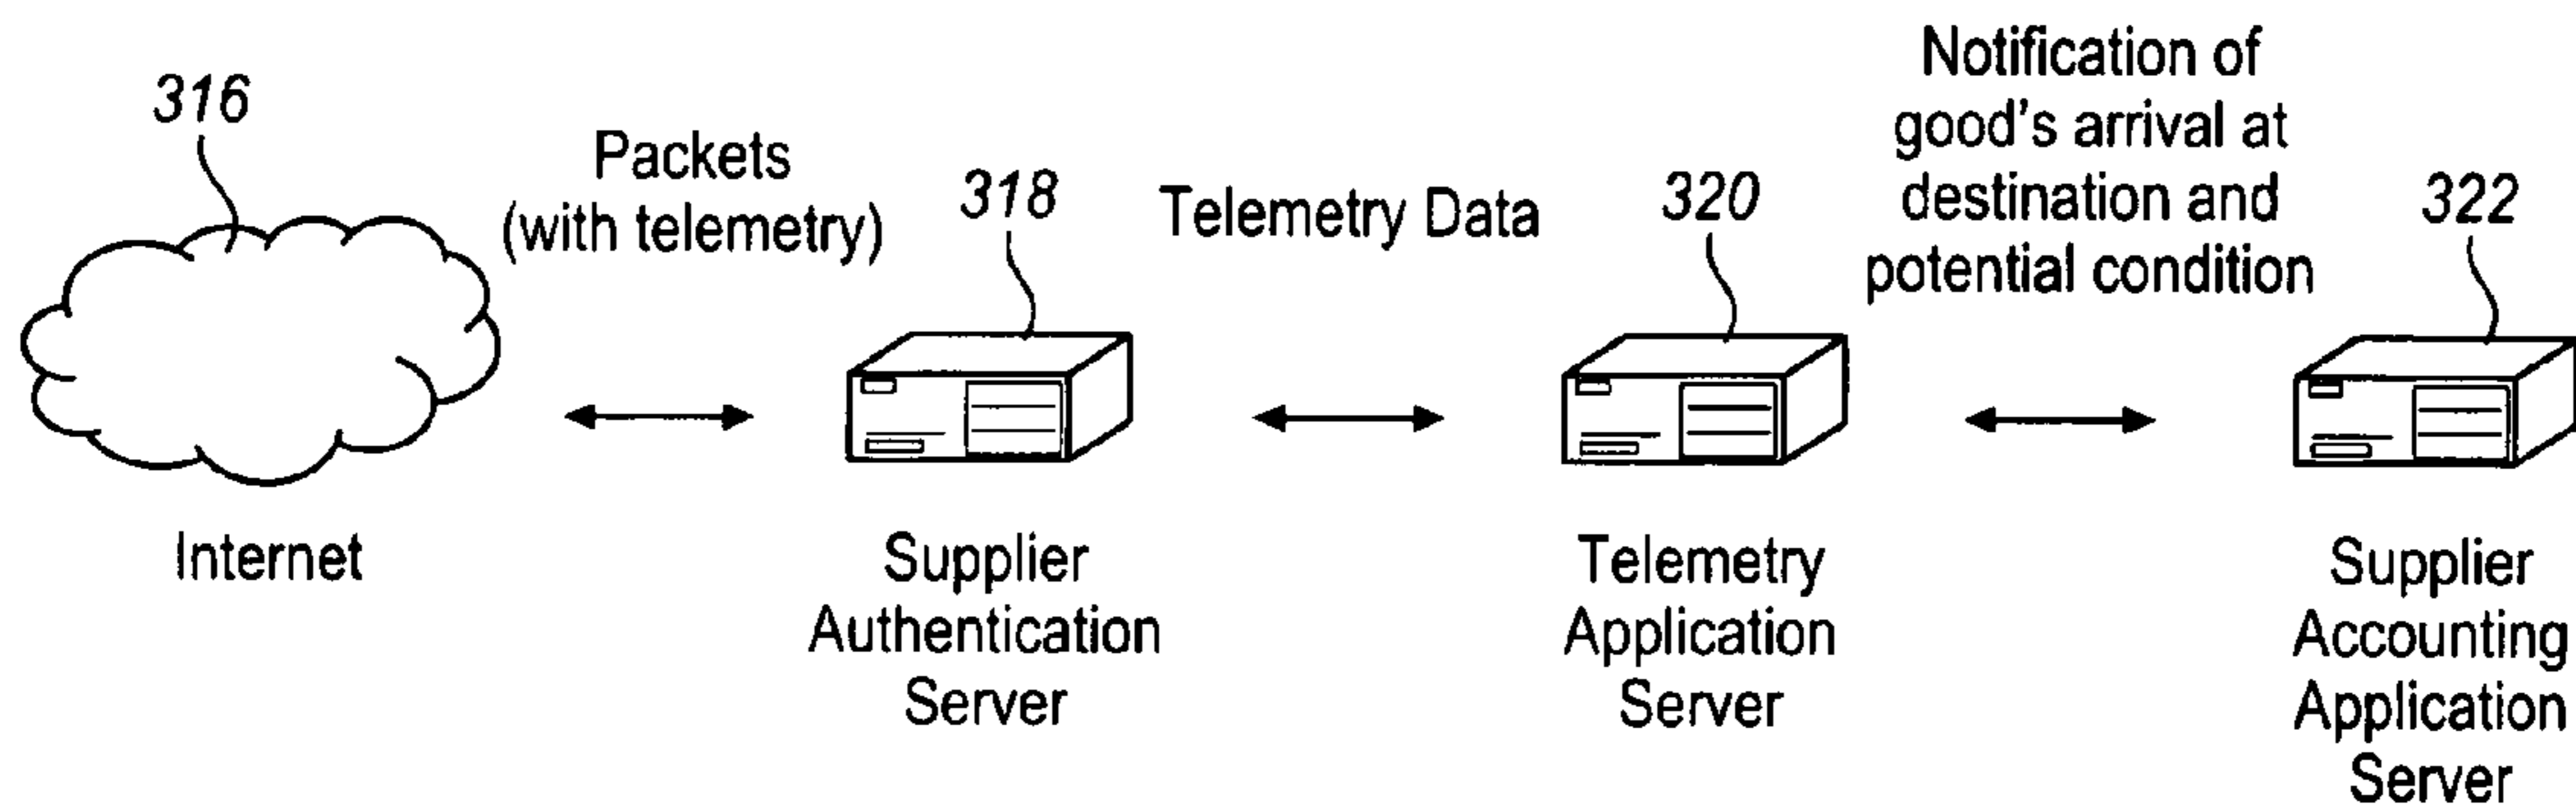 316
Packets
(with telemetry)
318
Telemetry Data
320
Notification of
good's arrival at
destination and
potential condition
322
Internet
Supplier
Authentication
Server
Telemetry
Application
Server
Supplier
Accounting
Application
Server